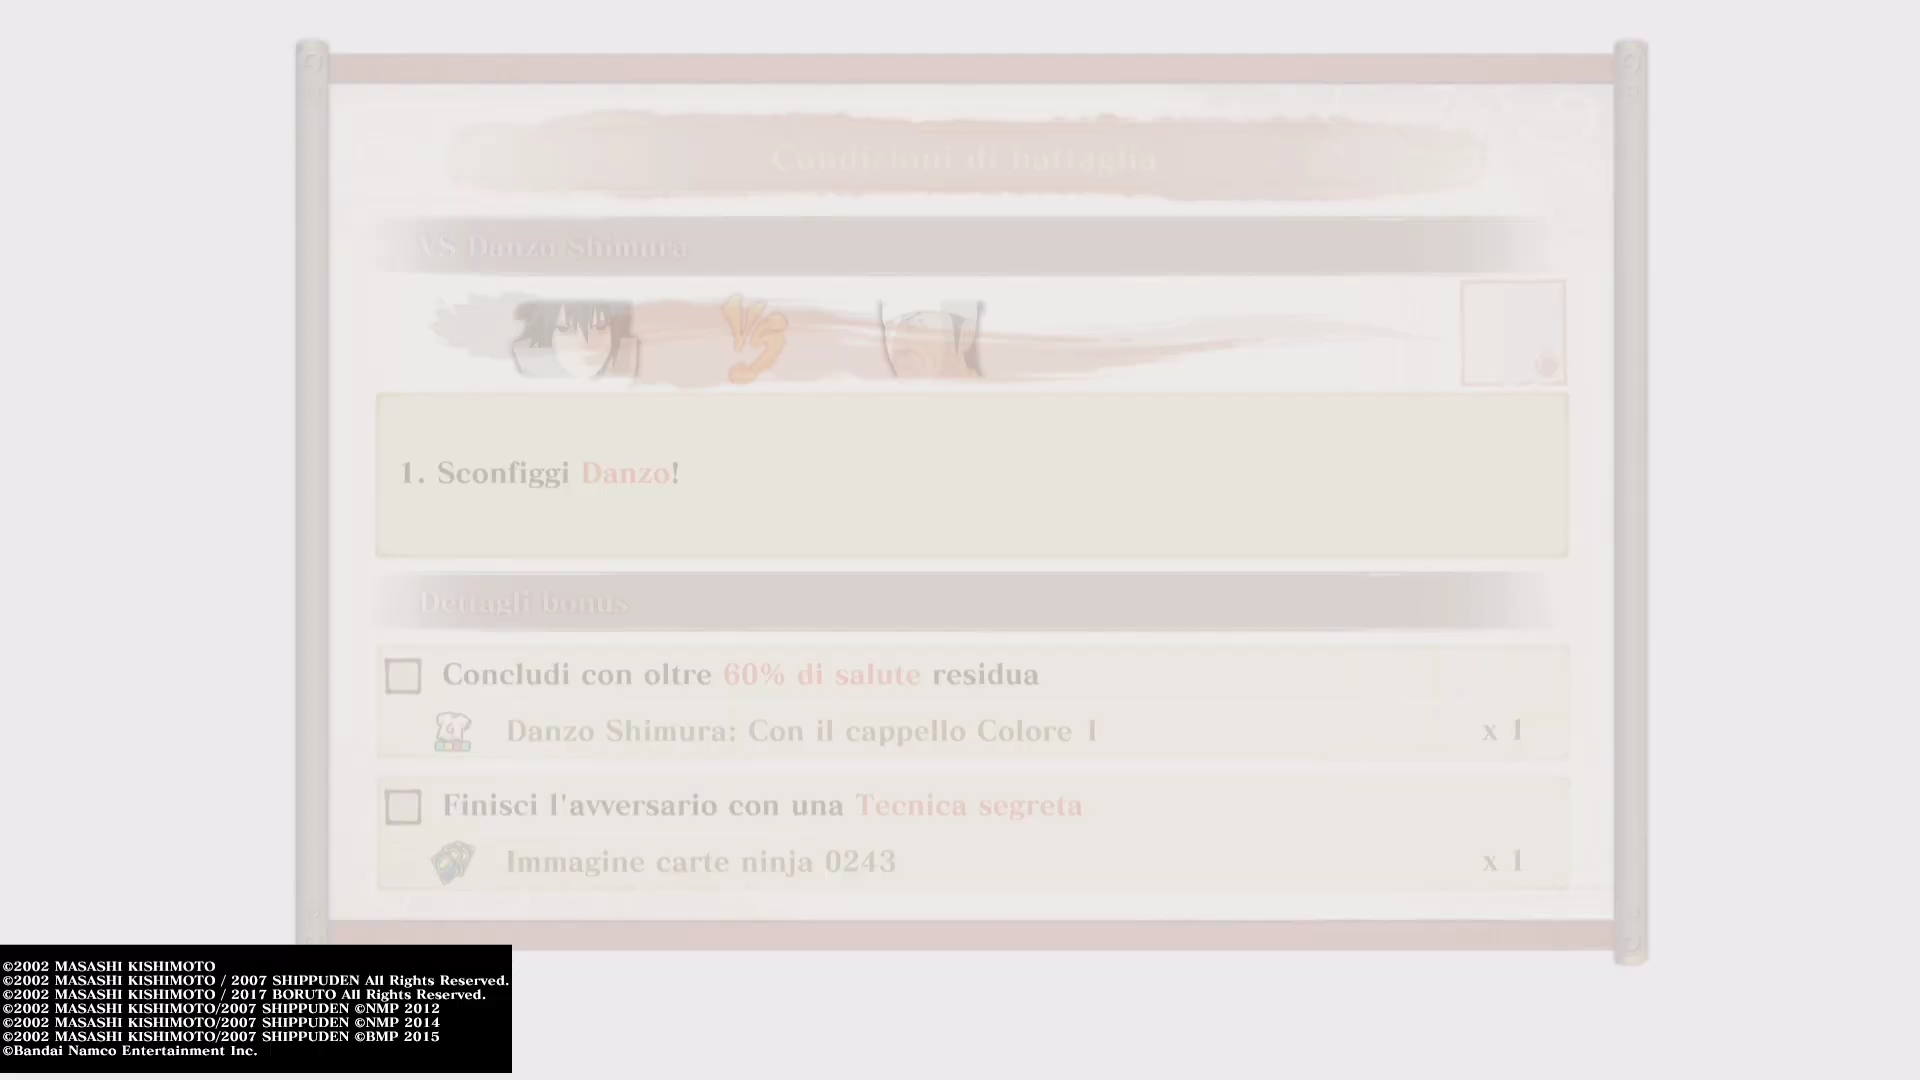 Condizioni di battaglia
VS Danzo Shimura
VS
1. Sconfiggi Danzo!
Dettagli bonus
Concludi con oltre 60% di salute residua
Danzo Shimura: Con il cappello Colore 1 x 1
Finisci l'avversario con una Tecnica segreta
Immagine carte ninja 0243 x 1
©2002 MASASHI KISHIMOTO
©2002 MASASHI KISHIMOTO / 2007 SHIPPUDEN All Rights Reserved.
©2002 MASASHI KISHIMOTO / 2017 BORUTO All Rights Reserved.
©2002 MASASHI KISHIMOTO/2007 SHIPPUDEN ©NMP 2012
©2002 MASASHI KISHIMOTO/2007 SHIPPUDEN ©NMP 2014
©2002 MASASHI KISHIMOTO/2007 SHIPPUDEN ©BMP 2015
©Bandai Namco Entertainment Inc.